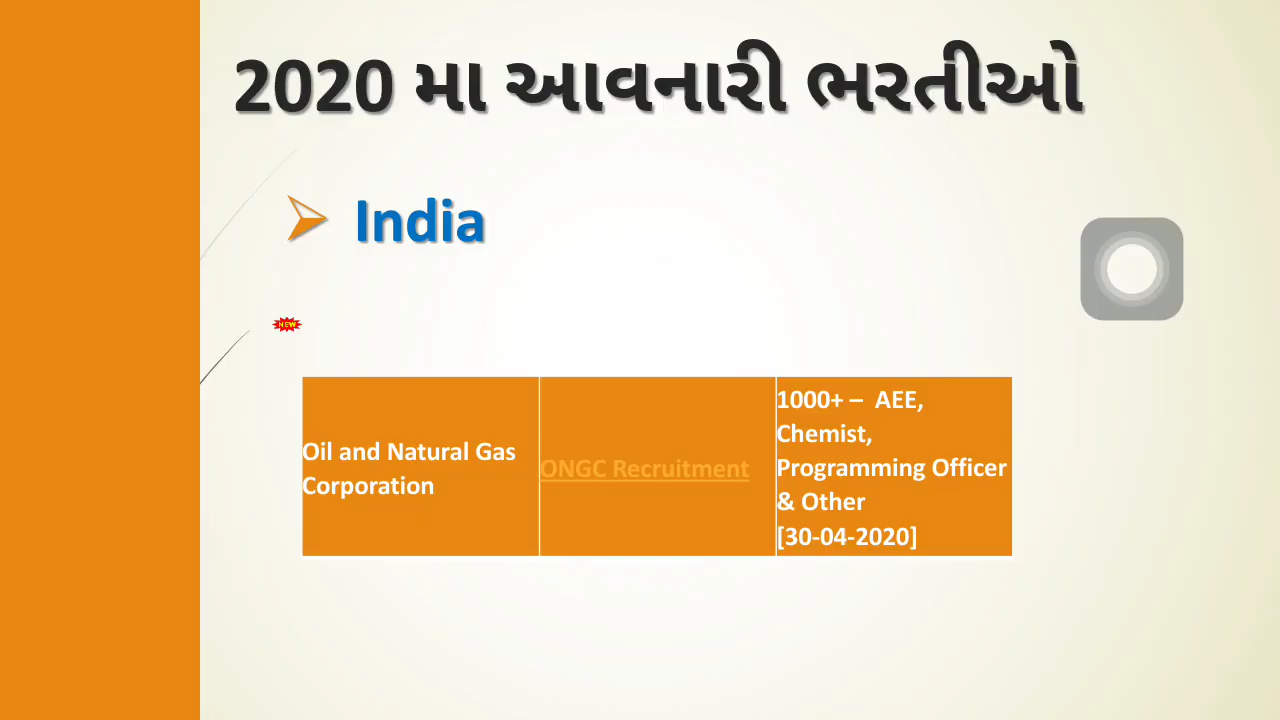 2020 મા આવનારી ભરતીઓ
India
NEW
Oil and Natural Gas
Corporation
ONGC Recruitment
1000+ – AEE,
Chemist,
Programming Officer
& Other
[30-04-2020]